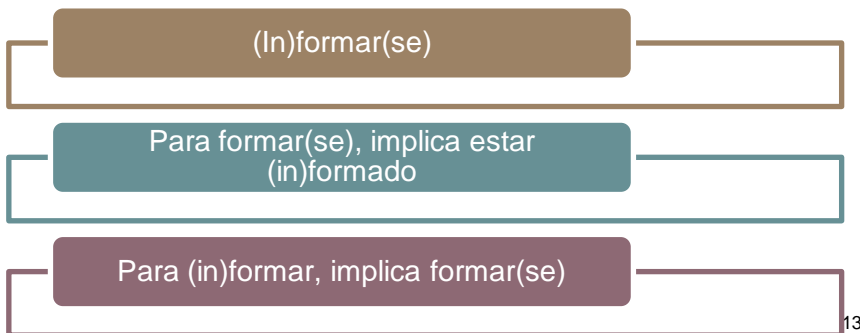 (In)formar(se)
Para formar(se), implica estar
(in)formado
Para (in)formar, implica formar(se)
13